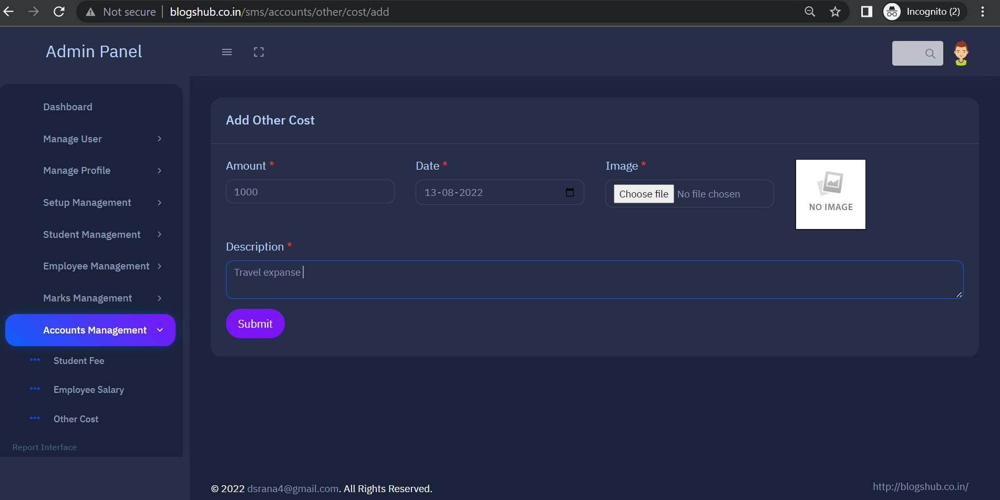 Not secure | blogshub.co.in/sms/accounts/other/cost/add
Incognito (2)
Admin Panel
Dashboard
Manage User
Manage Profile
Setup Management
Student Management
Employee Management
Marks Management
Accounts Management
Student Fee
Employee Salary
Other Cost
Report Interface
Add Other Cost
Amount *
Date *
Image *
1000
13-08-2022
Choose file No file chosen
NO IMAGE
Description *
Travel expanse
Submit
© 2022 dsrana4@gmail.com. All Rights Reserved.
http://blogshub.co.in/